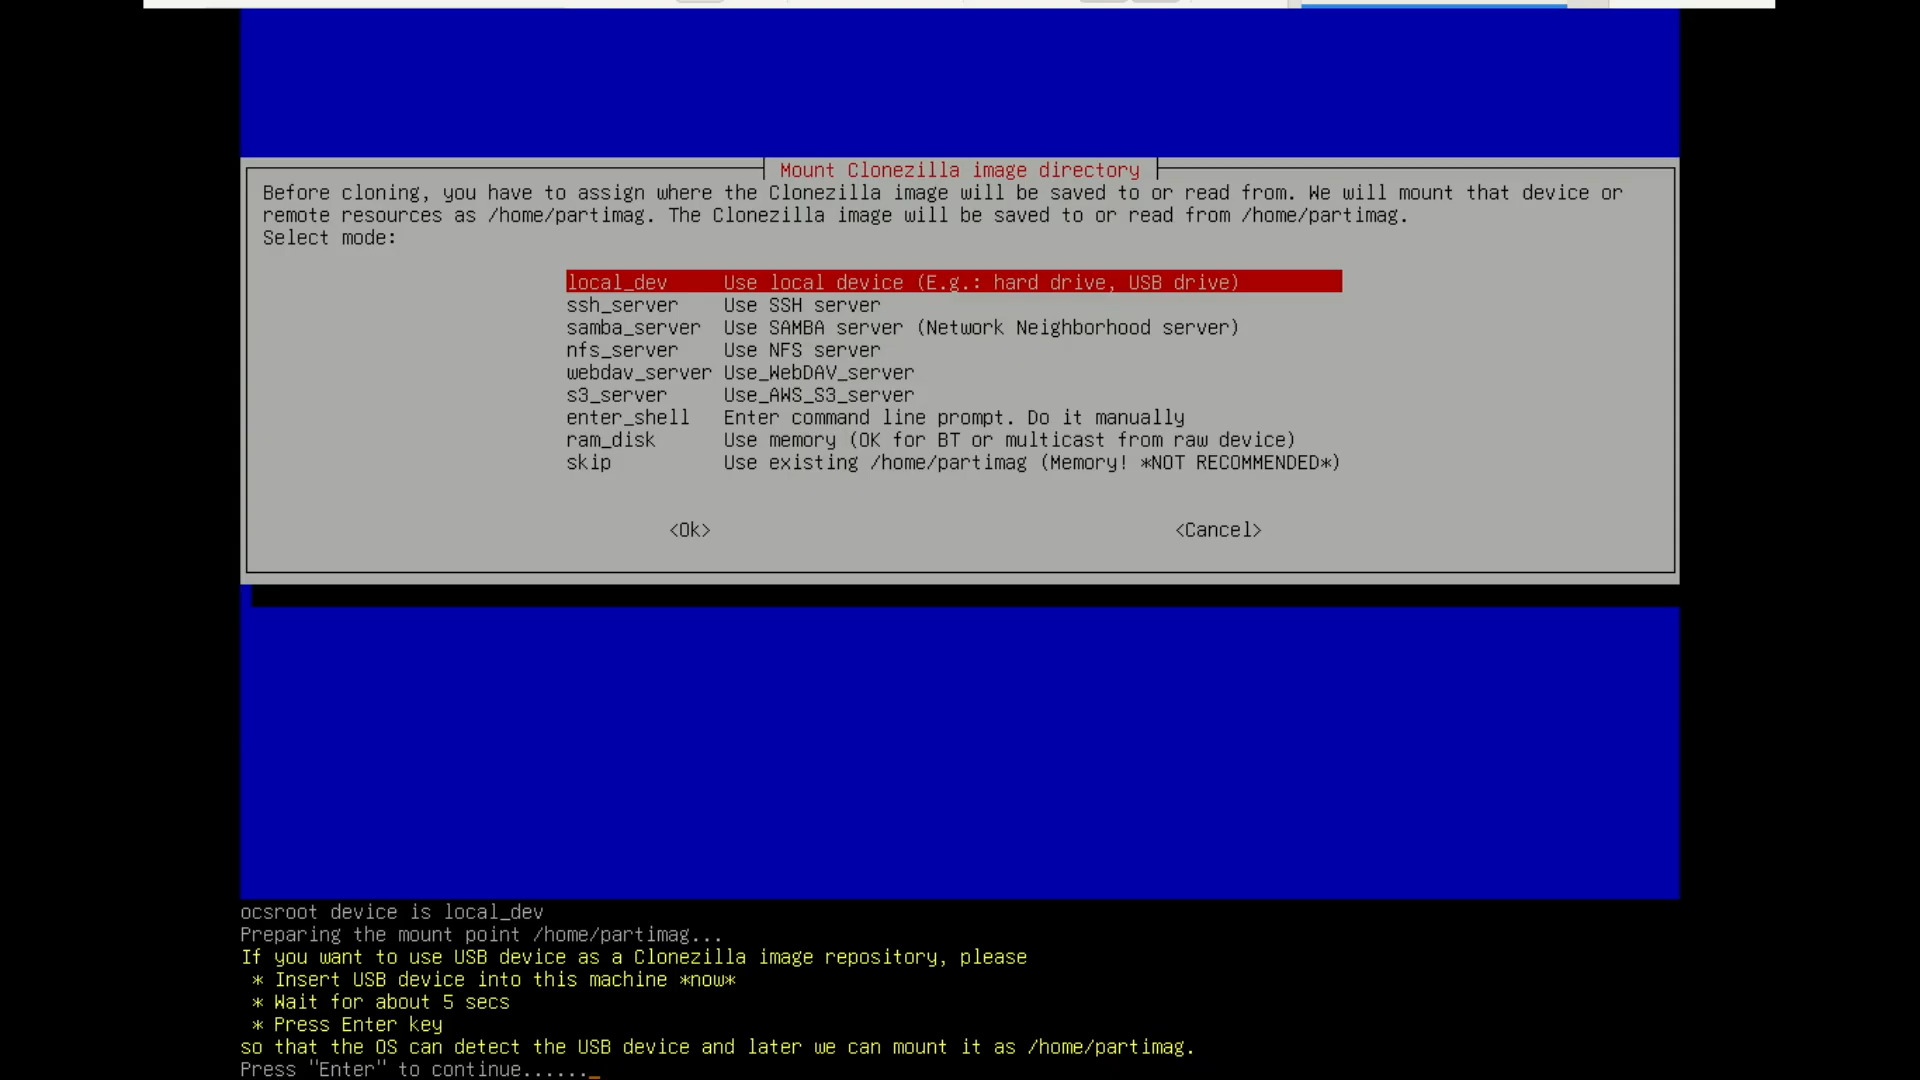 Mount Clonezilla image directory
Before cloning, you have to assign where the Clonezilla image will be saved to or read from. We will mount that device or
remote resources as /home/partimag. The Clonezilla image will be saved to or read from /home/partimag.
Select mode:
local_dev Use local device (E.g.: hard drive, USB drive)
ssh_server Use SSH server
samba_server Use SAMBA server (Network Neighborhood server)
nfs_server Use NFS server
webdav_server Use_WebDAV_server
s3_server Use_AWS_S3_server
enter_shell Enter command line prompt. Do it manually
ram_disk Use memory (OK for BT or multicast from raw device)
skip Use existing /home/partimag (Memory! *NOT RECOMMENDED*)
<Ok> <Cancel>
ocsroot device is local_dev
Preparing the mount point /home/partimag...
If you want to use USB device as a Clonezilla image repository, please
* Insert USB device into this machine *now*
* Wait for about 5 secs
* Press Enter key
so that the OS can detect the USB device and later we can mount it as /home/partimag.
Press "Enter" to continue......